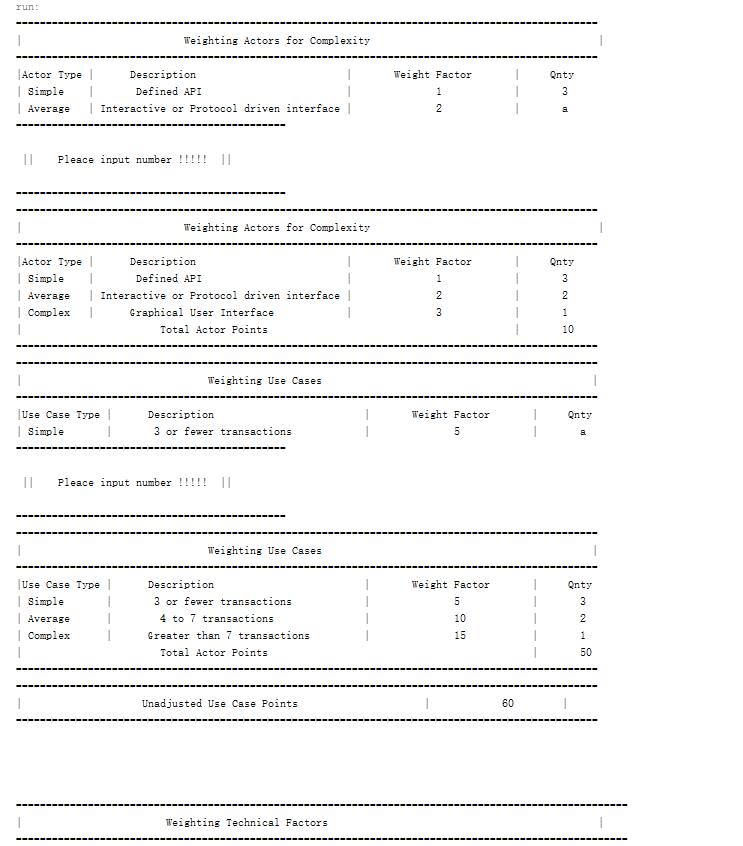 run:
| Weighting Actors for Complexity |
|Actor Type | Description | Weight Factor | Qnty
| Simple | Defined API | 1 | 3
| Average | Interactive or Protocol driven interface | 2 | a
|| Pleace input number !!!!! ||
| Weighting Actors for Complexity |
|Actor Type | Description | Weight Factor | Qnty
| Simple | Defined API | 1 | 3
| Average | Interactive or Protocol driven interface | 2 | 2
| Complex | Graphical User Interface | 3 | 1
| Total Actor Points | 10
| Weighting Use Cases |
|Use Case Type | Description | Weight Factor | Qnty
| Simple | 3 or fewer transactions | 5 | a
|| Pleace input number !!!!! ||
| Weighting Use Cases |
|Use Case Type | Description | Weight Factor | Qnty
| Simple | 3 or fewer transactions | 5 | 3
| Average | 4 to 7 transactions | 10 | 2
| Complex | Greater than 7 transactions | 15 | 1
| Total Actor Points | 50
| Unadjusted Use Case Points | 60 |
| Weighting Technical Factors |